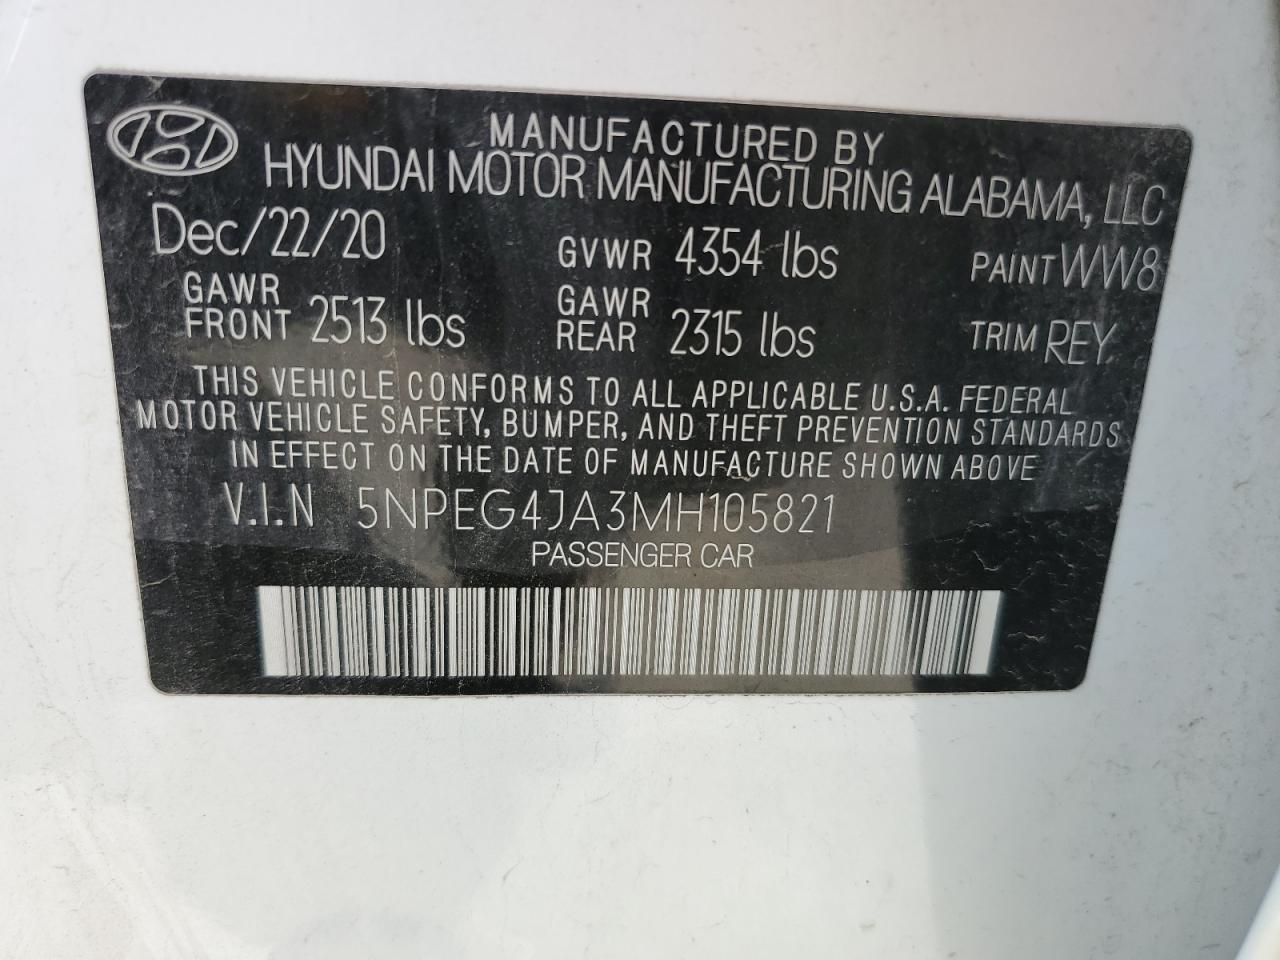 MANUFACTURED BY
HYUNDAI MOTOR MANUFACTURING ALABAMA, LLC
Dec/22/20 GVWR 4354 lbs PAINT WW8
GAWR FRONT 2513 lbs GAWR REAR 2315 lbs TRIM REY
THIS VEHICLE CONFORMS TO ALL APPLICABLE U.S.A. FEDERAL
MOTOR VEHICLE SAFETY, BUMPER, AND THEFT PREVENTION STANDARDS
IN EFFECT ON THE DATE OF MANUFACTURE SHOWN ABOVE
V.I.N 5NPEG4JA3MH105821
PASSENGER CAR